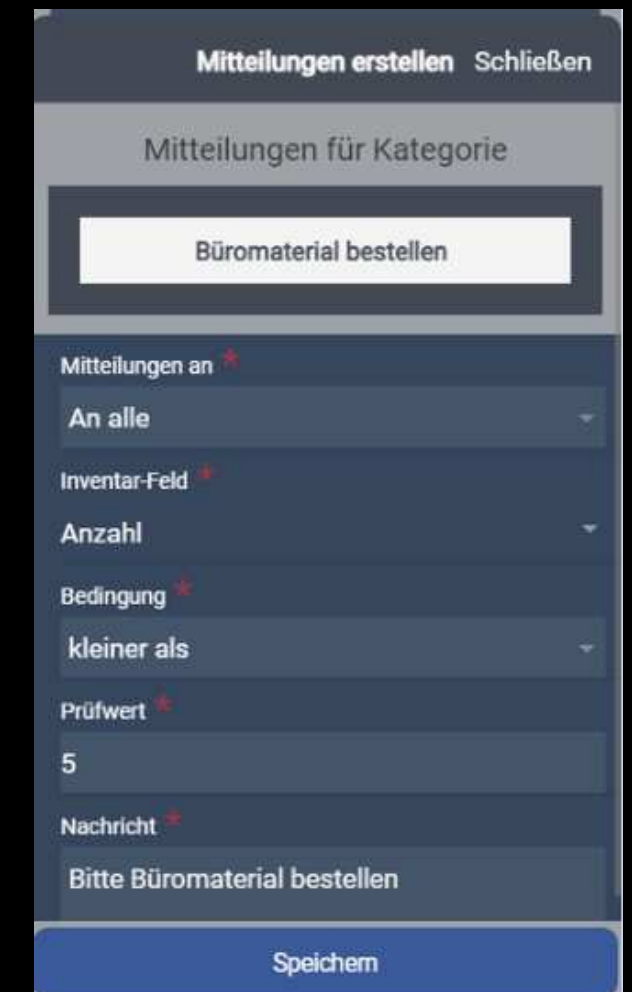 Mitteilungen erstellen Schließen
Mitteilungen für Kategorie
Büromaterial bestellen
Mitteilungen an *
An alle
Inventar-Feld *
Anzahl
Bedingung *
kleiner als
Prüfwert *
5
Nachricht *
Bitte Büromaterial bestellen
Speichern